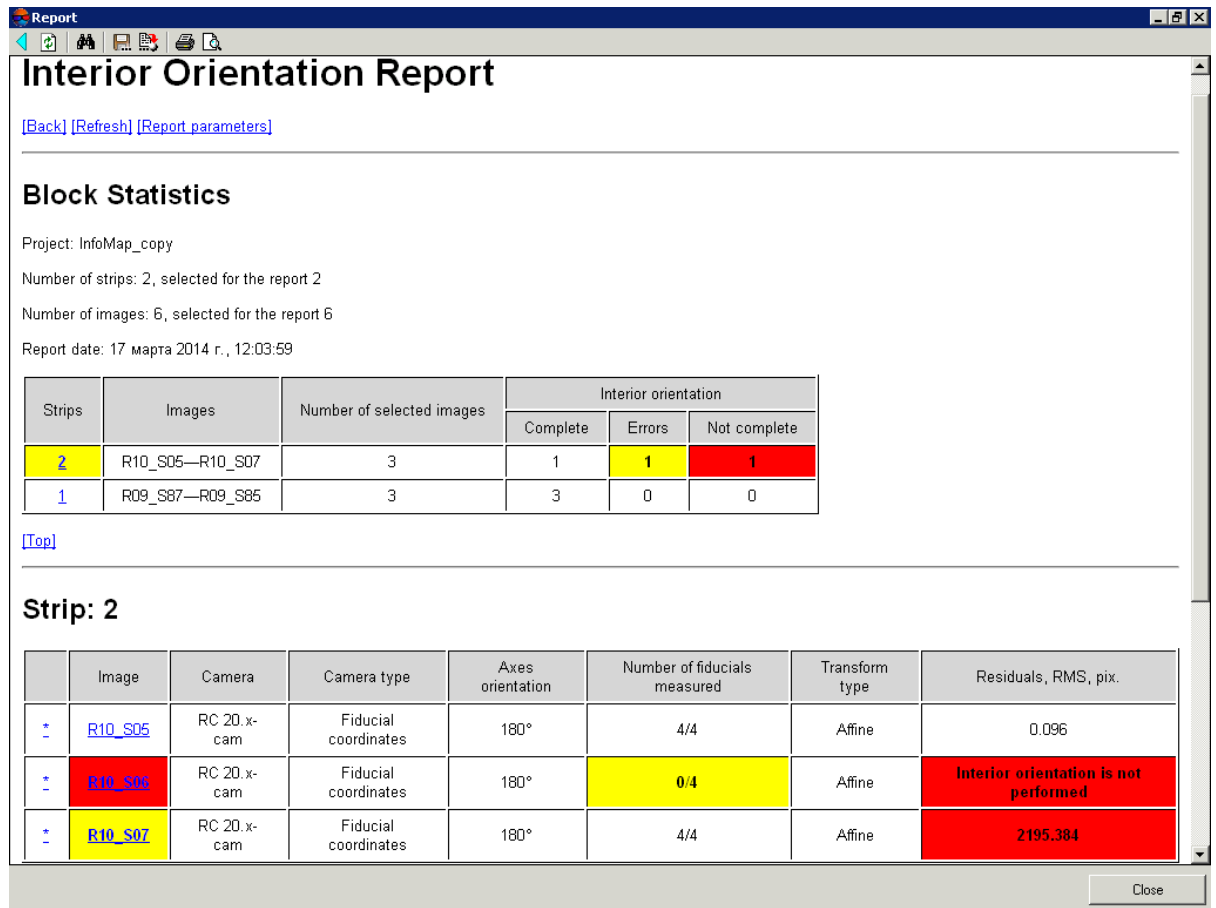 Report
Interior Orientation Report
[Back] [Refresh] [Report parameters]
Block Statistics
Project: InfoMap_copy
Number of strips: 2, selected for the report 2
Number of images: 6, selected for the report 6
Report date: 17 марта 2014 г., 12:03:59
Strips Images Number of selected images Interior orientation
Complete Errors Not complete
2 R10_S05—R10_S07 3 1 1 1
1 R09_S87—R09_S85 3 3 0 0
[Top]
Strip: 2
Image Camera Camera type Axes orientation Number of fiducials measured Transform type Residuals, RMS, pix.
* R10_S05 RC 20.x-cam Fiducial coordinates 180° 4/4 Affine 0.096
* R10_S06 RC 20.x-cam Fiducial coordinates 180° 0/4 Affine Interior orientation is not performed
* R10_S07 RC 20.x-cam Fiducial coordinates 180° 4/4 Affine 2195.384
Close